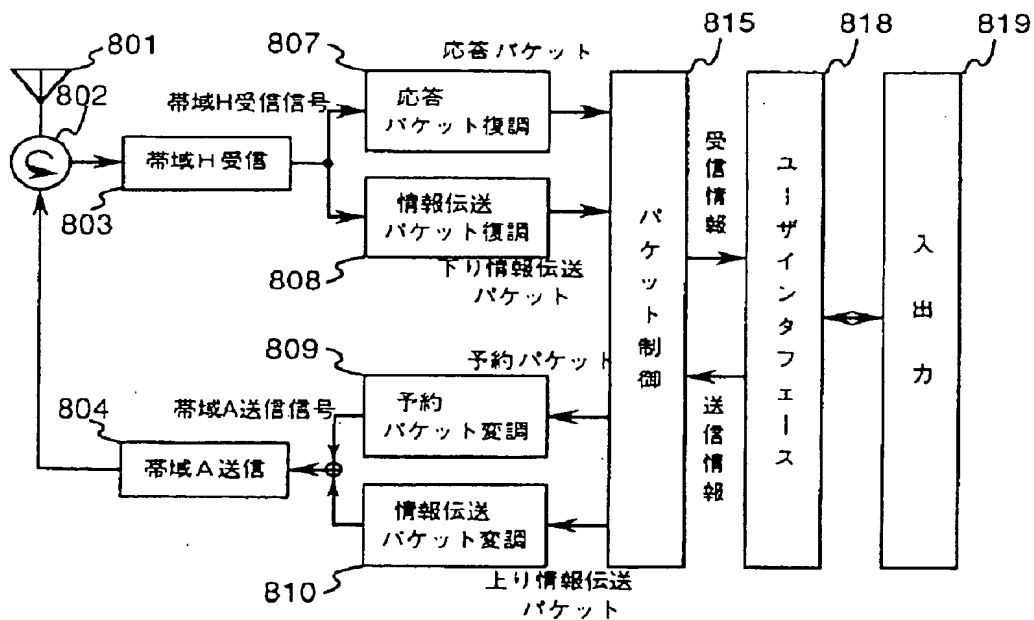 801
802
807
応答パケット
815
818
819
帯域H受信信号
応答
パケット復調
帯域H受信
803
情報伝送
パケット復調
808
下り情報伝送
パケット
パケット制御
受信情報
送信情報
ユーザインタフェース
入出力
809
予約パケット
804
帯域A送信信号
予約
パケット変調
帯域A送信
情報伝送
パケット変調
810
上り情報伝送
パケット